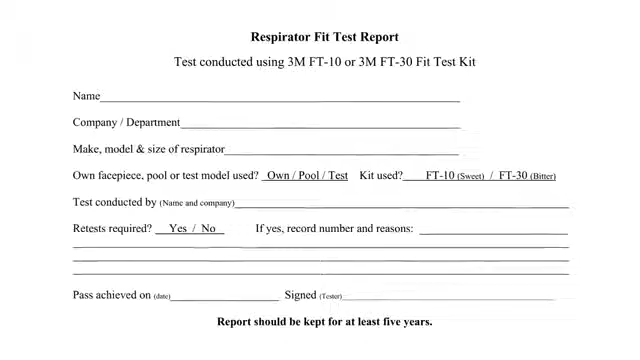 Respirator Fit Test Report
Test conducted using 3M FT-10 or 3M FT-30 Fit Test Kit
Name
Company / Department
Make, model & size of respirator
Own facepiece, pool or test model used? Own / Pool / Test Kit used? FT-10 (Sweet) / FT-30 (Bitter)
Test conducted by (Name and company)
Retests required? Yes / No If yes, record number and reasons:
Pass achieved on (date) Signed (Tester)
Report should be kept for at least five years.